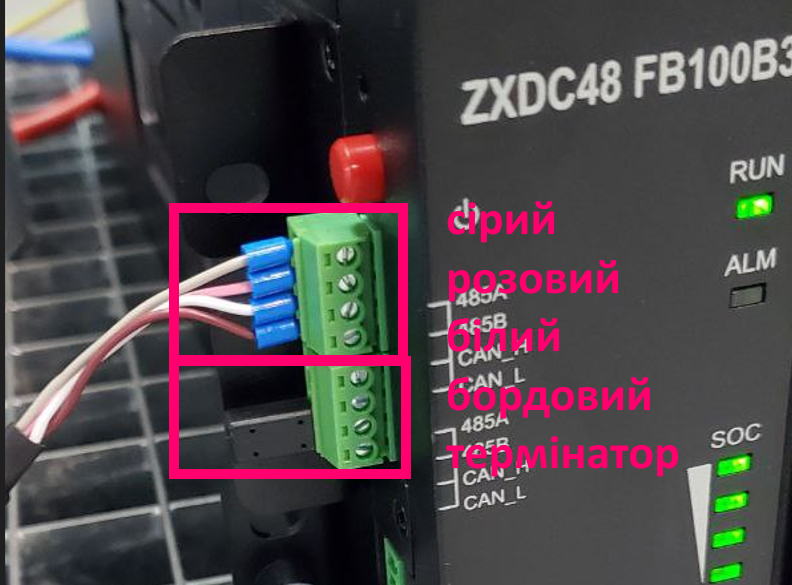 ZXDC48 FB100B3
RUN
сірий
ALM
розовий
485A
485B
білий
CAN_H
CAN_L
бордовий
485A
485B
термінатор
CAN_H
CAN_L
SOC